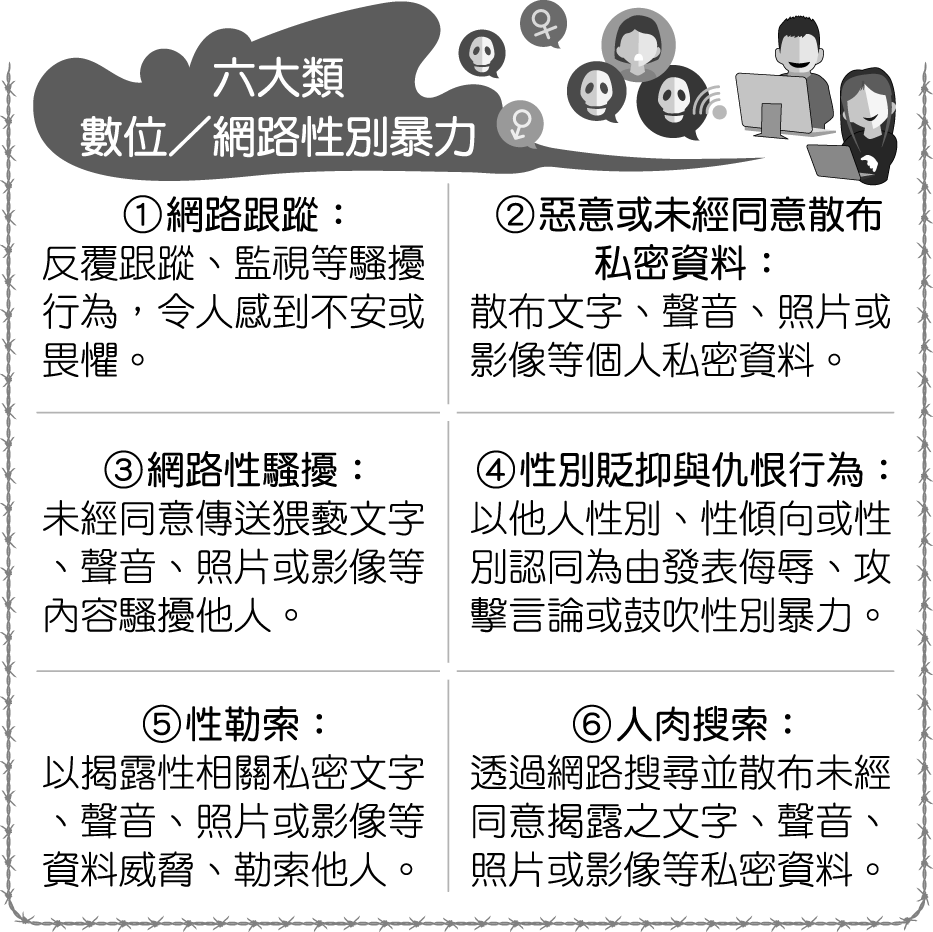 六大類
數位／網路性別暴力
①網路跟蹤：
反覆跟蹤、監視等騷擾
行為，令人感到不安或
畏懼。
②惡意或未經同意散布
私密資料：
散布文字、聲音、照片或
影像等個人私密資料。
③網路性騷擾：
未經同意傳送猥褻文字
、聲音、照片或影像等
內容騷擾他人。
④性別貶抑與仇恨行為：
以他人性別、性傾向或性
別認同為由發表侮辱、攻
擊言論或鼓吹性別暴力。
⑤性勒索：
以揭露性相關私密文字
、聲音、照片或影像等
資料威脅、勒索他人。
⑥人肉搜索：
透過網路搜尋並散布未經
同意揭露之文字、聲音、
照片或影像等私密資料。